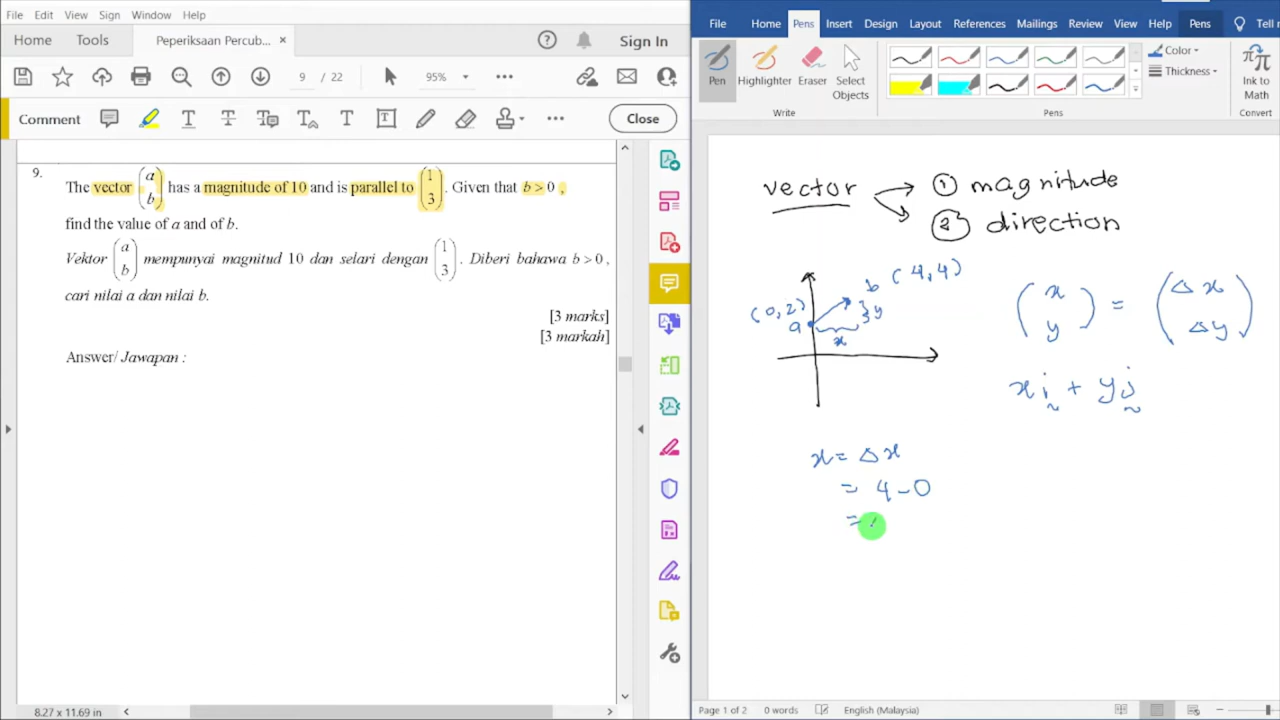 File Edit View Sign Window Help
Home Tools Peperiksaan Percub... × Sign In
9 / 22 95%
Comment Close
9.
The vector (a b) has a magnitude of 10 and is parallel to (1 3). Given that b > 0 ,
find the value of a and of b.
Vektor (a b) mempunyai magnitud 10 dan selari dengan (1 3). Diberi bahawa b > 0 ,
cari nilai a dan nilai b.
[3 marks]
[3 markah]
Answer/ Jawapan :
8.27 x 11.69 in
File Home Pens Insert Design Layout References Mailings Review View Help Pens Tell
Pen Highlighter Eraser Select Objects
Color
Thickness
Ink to Math
Write Pens Convert
vector ① magnitude
② direction
b (4,4)
(0,2)
a
x
y
(x y) = (Δx Δy)
xi + yj
x = Δx
= 4 - 0
=
Page 1 of 2 0 words English (Malaysia)